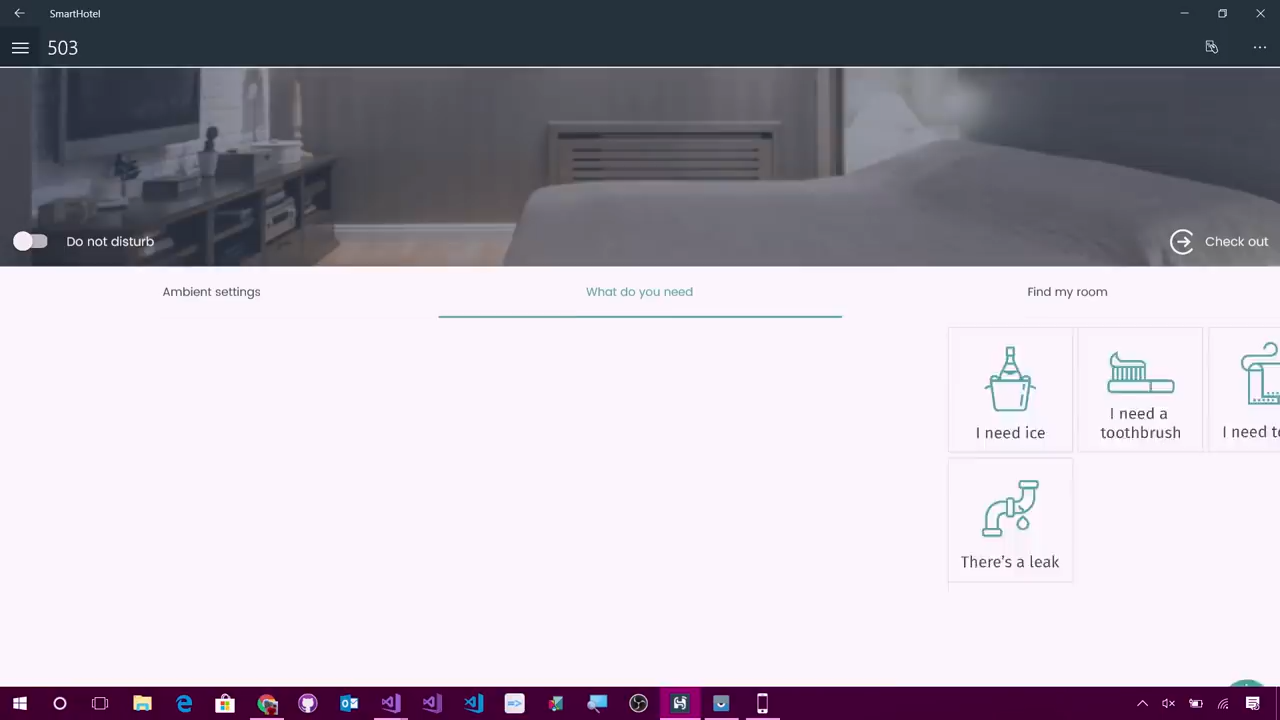 SmartHotel
503
Do not disturb
Check out
Ambient settings
What do you need
Find my room
I need ice
I need a
toothbrush
I need
There's a leak